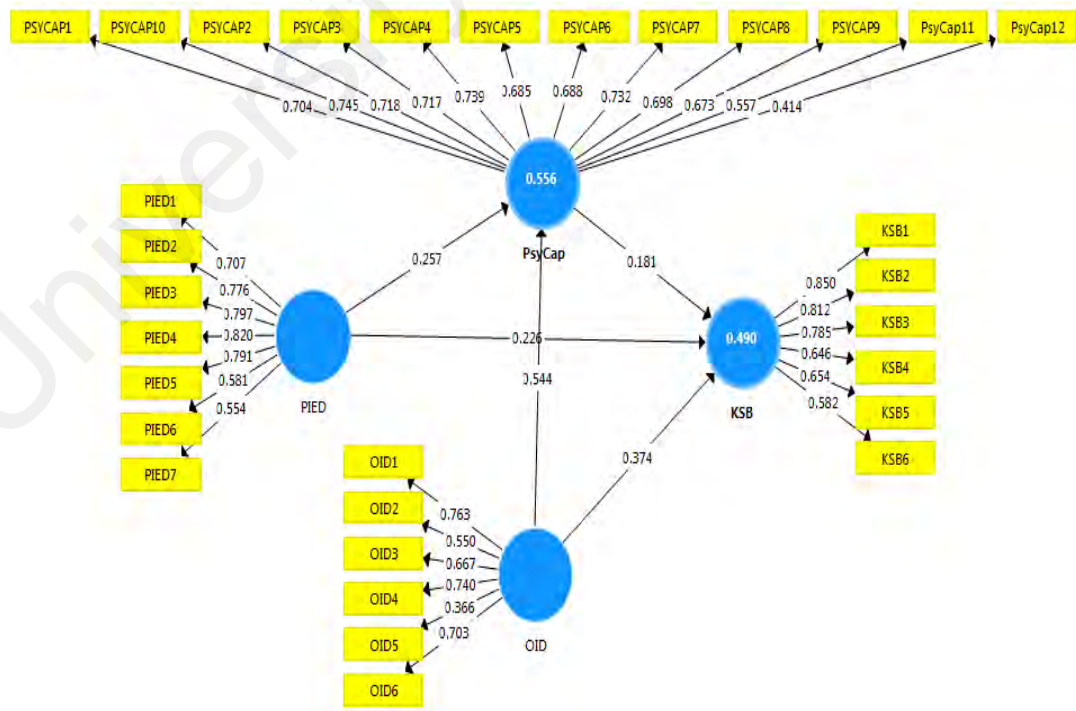 PSYCAP1 PSYCAP10 PSYCAP2 PSYCAP3 PSYCAP4 PSYCAP5 PSYCAP6 PSYCAP7 PSYCAP8 PSYCAP9 PsyCap11 PsyCap12
0.704 0.745 0.718 0.717 0.739 0.685 0.688 0.732 0.698 0.673 0.557 0.414
0.556
PsyCap
PIED1
PIED2
PIED3
PIED4
PIED5
PIED6
PIED7
0.707
0.776
0.797
0.820
0.791
0.581
0.554
PIED
0.257
0.181
0.226
0.544
0.374
0.490
KSB
0.850
0.812
0.785
0.646
0.654
0.582
KSB1
KSB2
KSB3
KSB4
KSB5
KSB6
OID1
OID2
OID3
OID4
OID5
OID6
0.763
0.550
0.667
0.740
0.366
0.703
OID
University